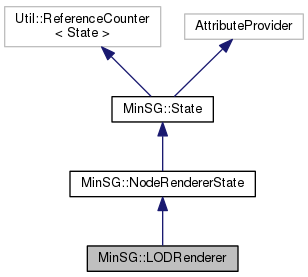 Util::ReferenceCounter
< State >
AttributeProvider
MinSG::State
MinSG::NodeRendererState
MinSG::LODRenderer